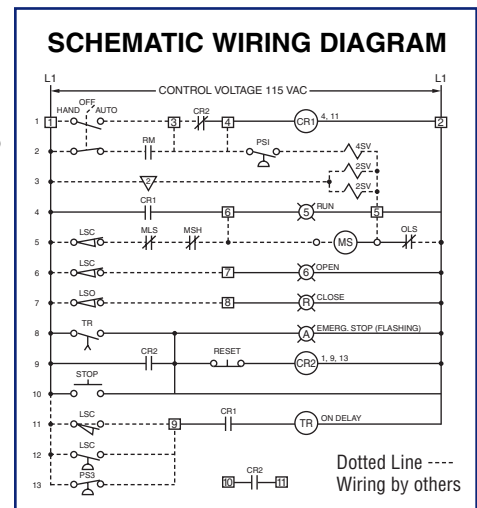 SCHEMATIC WIRING DIAGRAM
L1 L1
CONTROL VOLTAGE 115 VAC
OFF
HAND AUTO CR2
1 1 3 4 CR1 4, 11 2
2 RM PSI 4SV
2SV
3 2 2SV
CR1
4 6 5 RUN 5
5 LSC MLS MSH MS OLS
6 LSC 7 6 OPEN
7 LSO 8 R CLOSE
8 TR A EMERG. STOP (FLASHING)
9 CR2 RESET CR2 1, 9, 13
STOP
10
11 LSC 9 CR1 TR ON DELAY
12 LSC
13 PS3 10 CR2 11
Dotted Line ----
Wiring by others